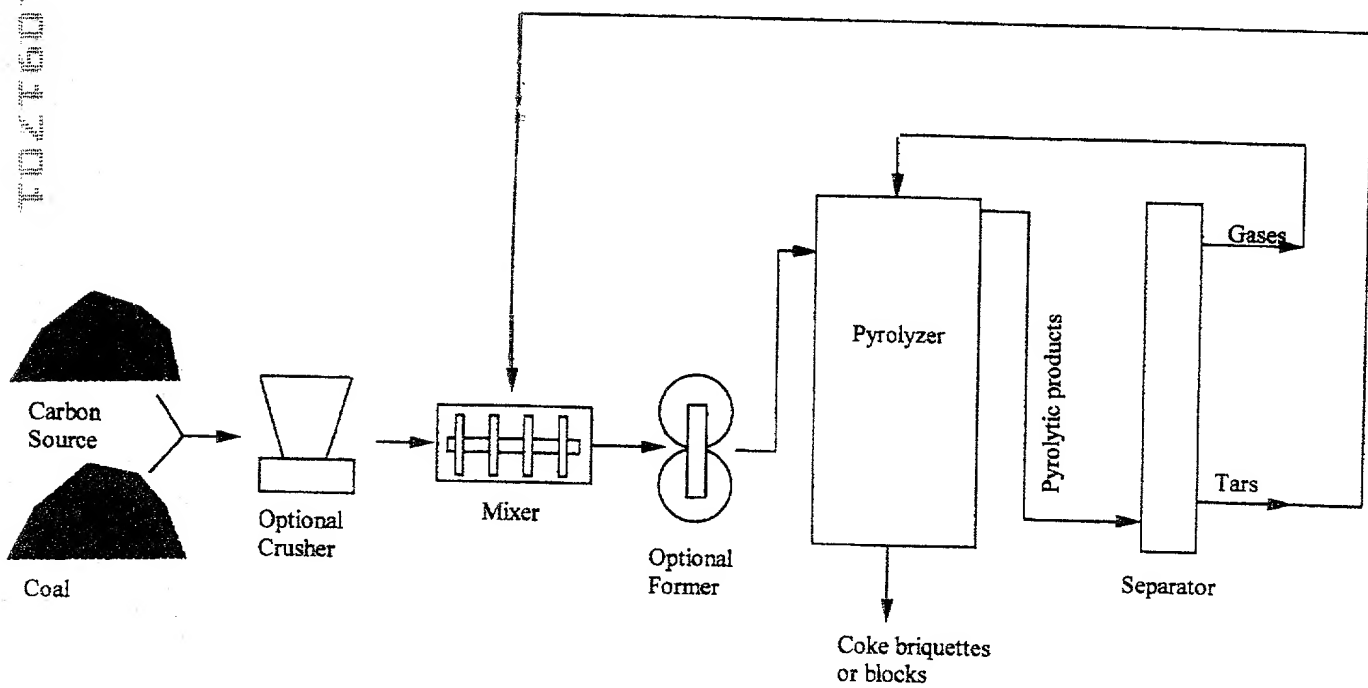 Gases
Pyrolyzer
Pyrolytic products
Carbon
Source
Tars
Mixer
Optional
Crusher
Optional
Former
Coal
Separator
Coke briquettes
or blocks